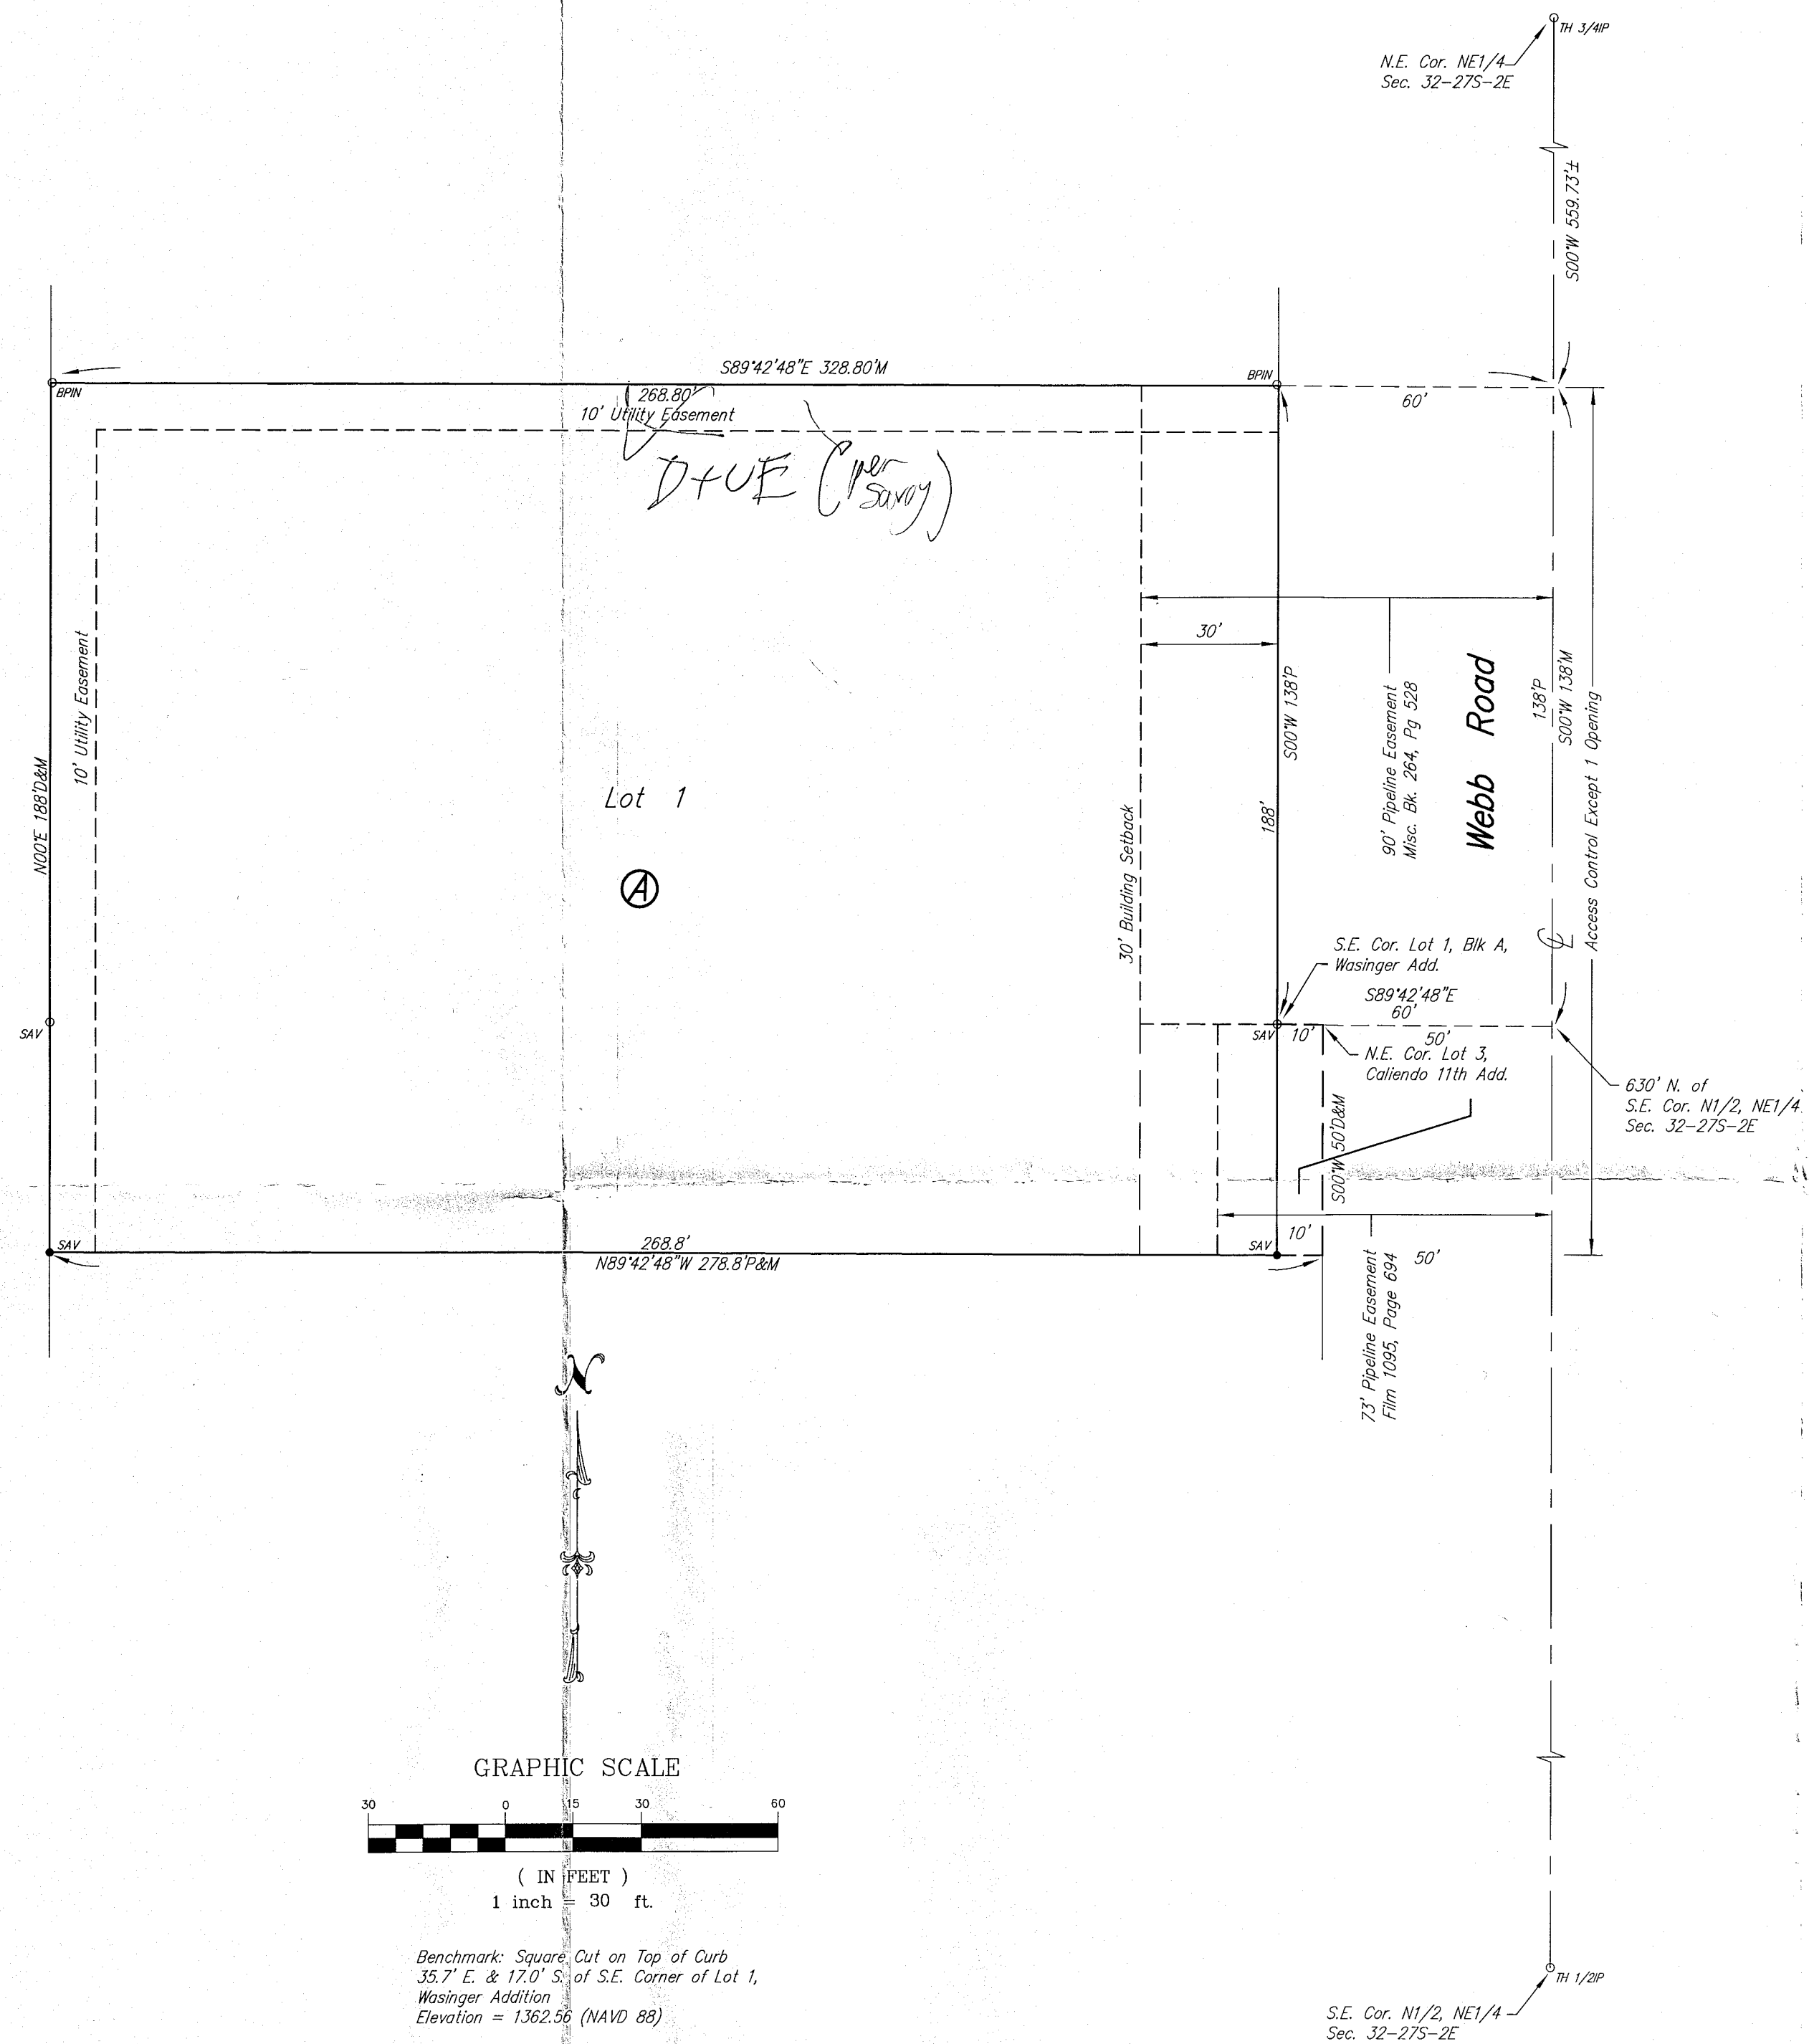 TH 3/4IP
N.E. Cor. NE1/4
Sec. 32-27S-2E
S00°W 559.73'±
S89°42'48"E 328.80'M
BPIN
BPIN
268.80'
10' Utility Easement
60'
D+UE (per
Savoy)
30'
10' Utility Easement
N00°E 188'D&M
S00°W 138'P
188'
90' Pipeline Easement
Misc. Bk. 264, Pg 528
Webb Road
138'P
S00°W 138'M
Access Control Except 1 Opening
Lot 1
A
30' Building Setback
S.E. Cor. Lot 1, Blk A,
Wasinger Add.
S89°42'48"E
60'
SAV
SAV
10'
50'
N.E. Cor. Lot 3,
Caliendo 11th Add.
630' N. of
S.E. Cor. N1/2, NE1/4
Sec. 32-27S-2E
S00°W 50'D&M
SAV
268.8'
N89°42'48"W 278.8'P&M
SAV
10'
50'
73' Pipeline Easement
Film 1095, Page 694
N
GRAPHIC SCALE
30 0 15 30 60
( IN FEET )
1 inch = 30 ft.
Benchmark: Square Cut on Top of Curb
35.7' E. & 17.0' S. of S.E. Corner of Lot 1,
Wasinger Addition
Elevation = 1362.56 (NAVD 88)
TH 1/2IP
S.E. Cor. N1/2, NE1/4
Sec. 32-27S-2E